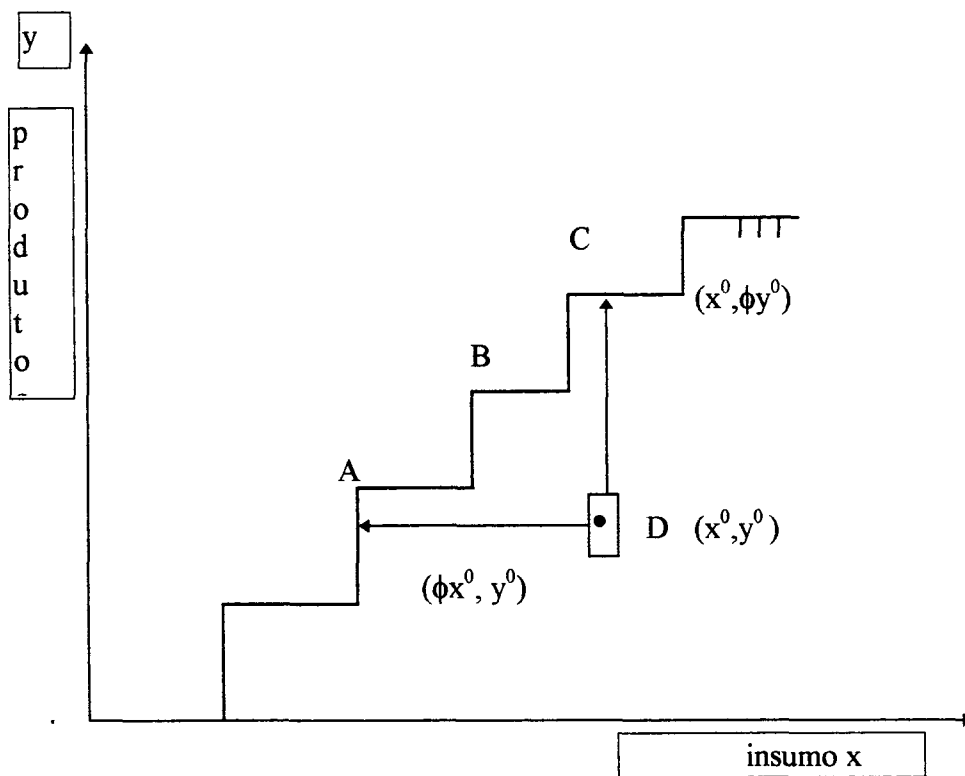 y
p
r
o
d
u
t
o
C
(x⁰,ϕy⁰)
B
A
D (x⁰,y⁰)
(ϕx⁰, y⁰)
insumo x